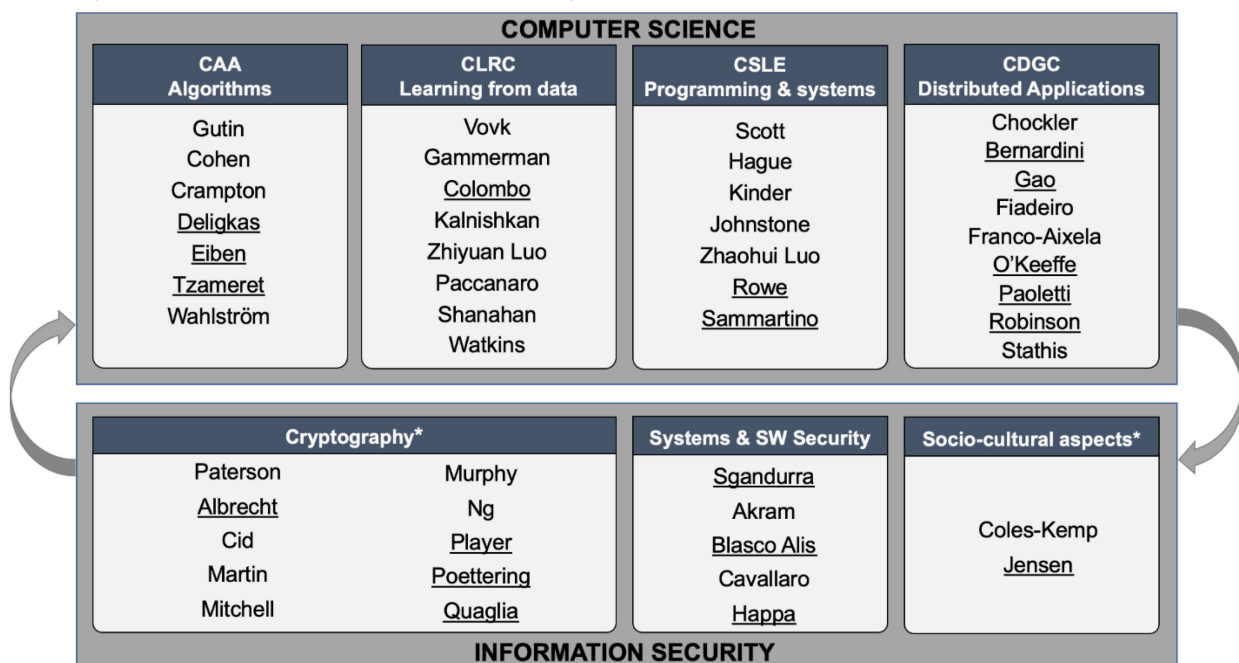 COMPUTER SCIENCE
CAA
Algorithms
Gutin
Cohen
Crampton
Deligkas
Eiben
Tzameret
Wahlström
CLRC
Learning from data
Vovk
Gammerman
Colombo
Kalnishkan
Zhiyuan Luo
Paccanaro
Shanahan
Watkins
CSLE
Programming & systems
Scott
Hague
Kinder
Johnstone
Zhaohui Luo
Rowe
Sammartino
CDGC
Distributed Applications
Chockler
Bernardini
Gao
Fiadeiro
Franco-Aixela
O'Keeffe
Paoletti
Robinson
Stathis
Cryptography*
Paterson
Albrecht
Cid
Martin
Mitchell
Murphy
Ng
Player
Poettering
Quaglia
Systems & SW Security
Sgandurra
Akram
Blasco Alis
Cavallaro
Happa
Socio-cultural aspects*
Coles-Kemp
Jensen
INFORMATION SECURITY